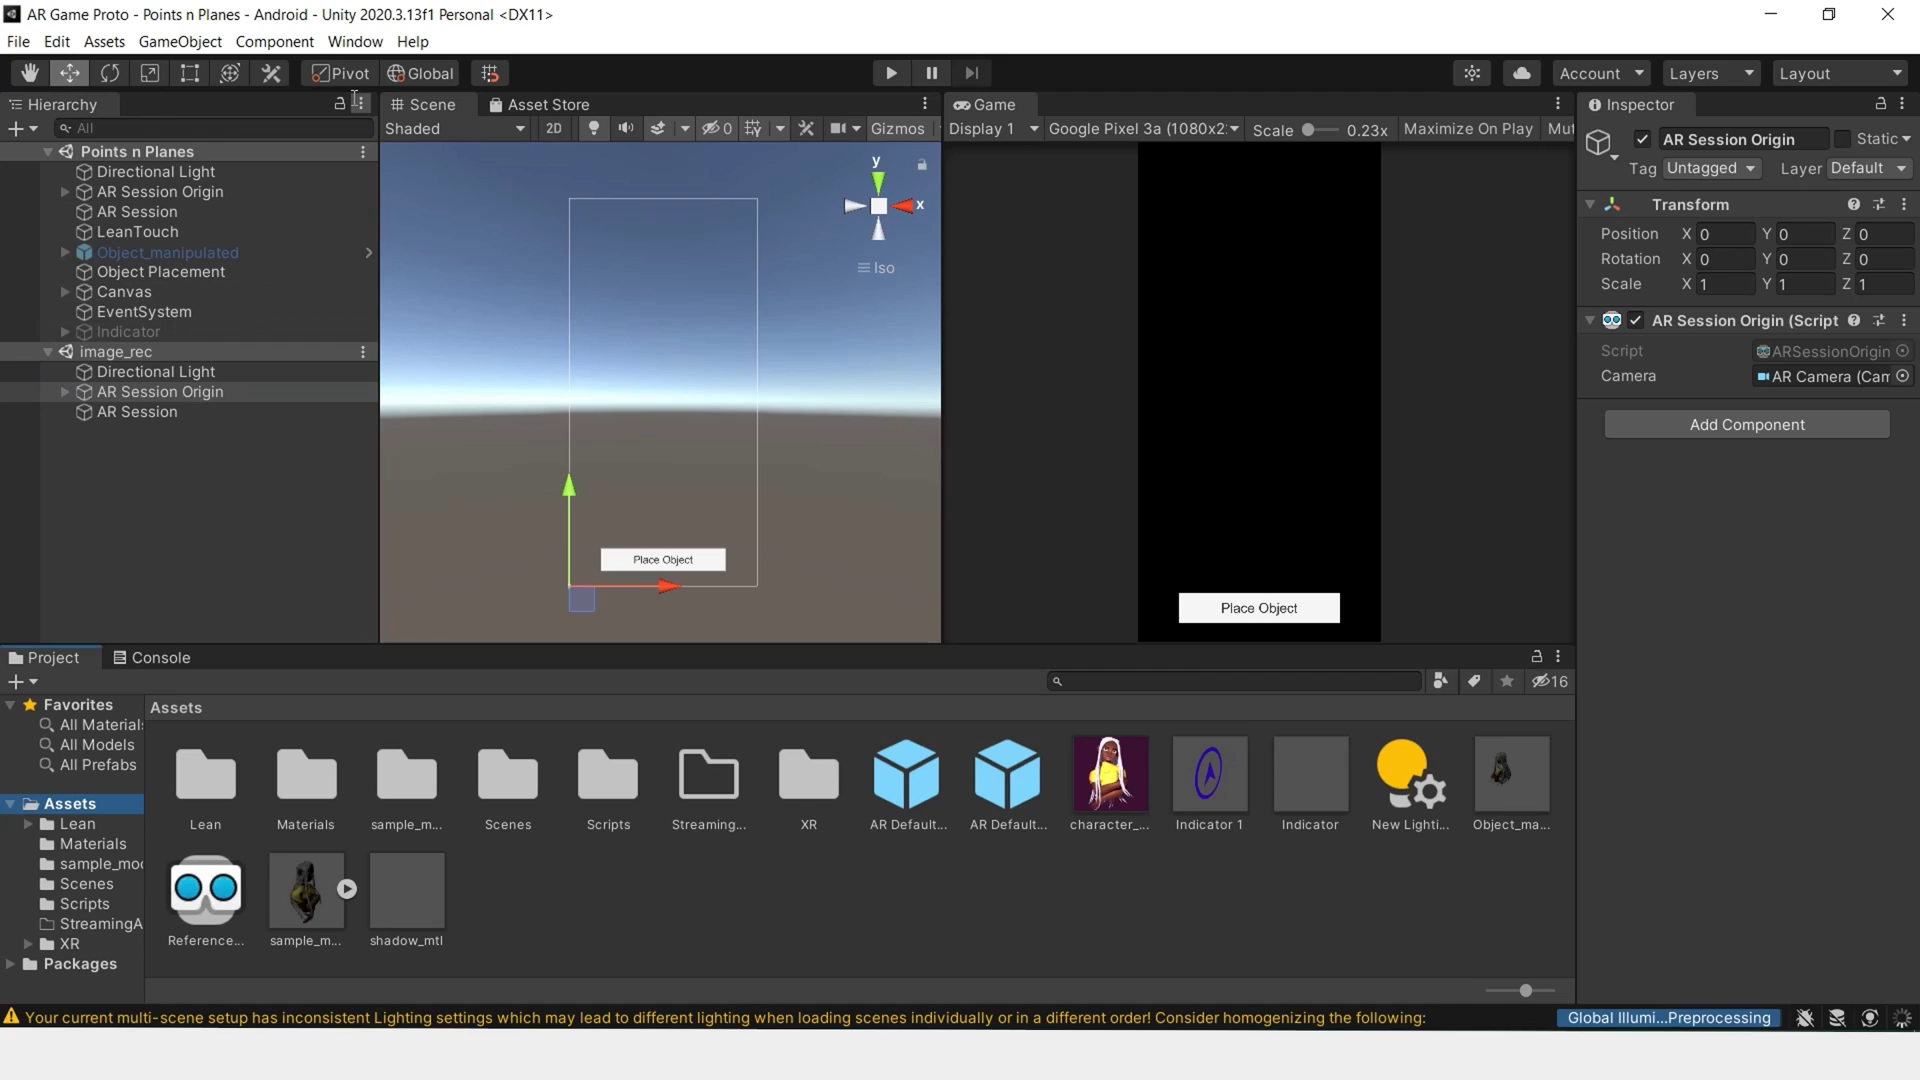 AR Game Proto - Points n Planes - Android - Unity 2020.3.13f1 Personal <DX11>
File Edit Assets GameObject Component Window Help
Pivot Global Account Layers Layout
Hierarchy
All
Points n Planes
Directional Light
AR Session Origin
AR Session
LeanTouch
Object_manipulated
Object Placement
Canvas
EventSystem
Indicator
image_rec
Directional Light
AR Session Origin
AR Session
Scene Asset Store
Shaded 2D 0 Gizmos
y
x
Iso
Place Object
Game
Display 1 Google Pixel 3a (1080x2: Scale 0.23x Maximize On Play Mut
Place Object
Inspector
AR Session Origin Static
Tag Untagged Layer Default
Transform
Position X 0 Y 0 Z 0
Rotation X 0 Y 0 Z 0
Scale X 1 Y 1 Z 1
AR Session Origin (Script
Script ARSessionOrigin
Camera AR Camera (Cam
Add Component
Project Console
16
Favorites
All Materials
All Models
All Prefabs
Assets
Lean
Materials
sample_mod
Scenes
Scripts
StreamingA
XR
Packages
Assets
Lean Materials sample_m... Scenes Scripts Streaming... XR AR Default... AR Default... character_... Indicator 1 Indicator New Lighti... Object_ma...
Reference... sample_m... shadow_mtl
Your current multi-scene setup has inconsistent Lighting settings which may lead to different lighting when loading scenes individually or in a different order! Consider homogenizing the following:
Global Illumi...Preprocessing